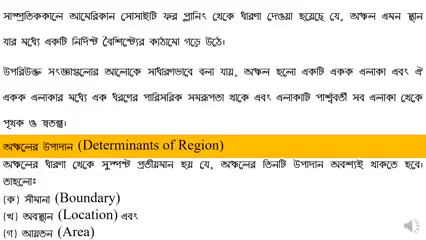 সাম্প্রতিককালে আমেরিকান সোসাইটি ফর প্লানিং থেকে ধারণা দেওয়া হয়েছে যে, অঞ্চল এমন স্থান
যার মধ্যে একটি নির্দিষ্ট বৈশিষ্ট্যের কাঠামো গড়ে উঠে।
উপরিউক্ত সংজ্ঞাগুলোর আলোকে সাধারণভাবে বলা যায়, অঞ্চল হলো একটি একক এলাকা এবং ঐ
একক এলাকার মধ্যে এক ধরণের পারিসরিক সমরূপতা থাকে এবং এলাকাটি পার্শ্ববর্তী সব এলাকা থেকে
পৃথক ও স্বতন্ত্র।
অঞ্চলের উপাদান (Determinants of Region)
অঞ্চলের ধারণা থেকে সুস্পষ্ট প্রতীয়মান হয় যে, অঞ্চলের তিনটি উপাদান অবশ্যই থাকতে হবে।
তাহলোঃ
(ক) সীমানা (Boundary)
(খ) অবস্থান (Location) এবং
(গ) আয়তন (Area)